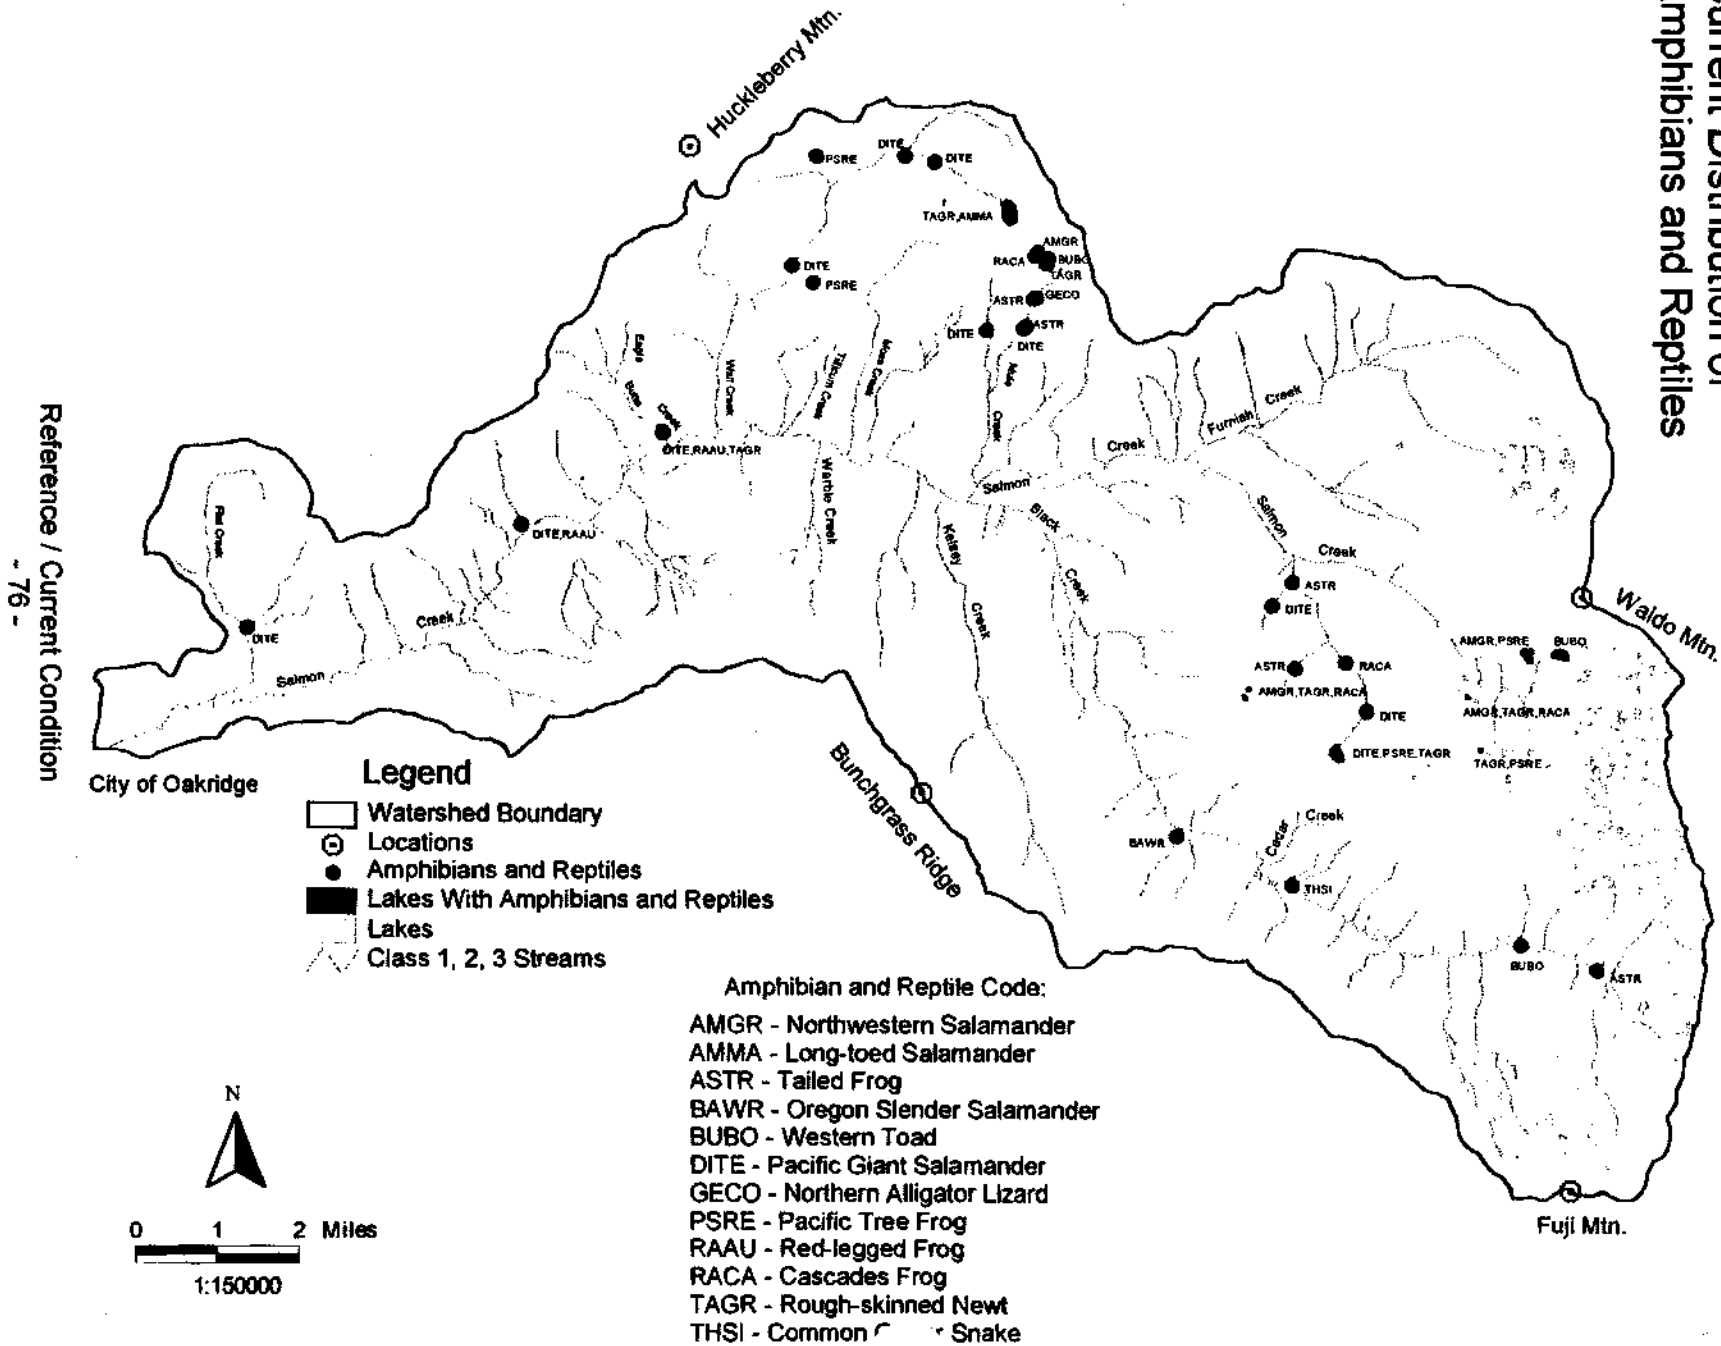 urrent Distribution of
mphibians and Reptiles
Huckleberry Mtn.
PSRE
DITE
DITE
TAGR,AMMA
AMGR
RACA
BUBO
TAGR
ASTR
GECO
DITE
ASTR
DITE
DITE
PSRE
Eagle
Butte
Creek
Wall Creek
Tillicum Creek
Moss Creek
Mule
Creek
DITE,RAAU,TAGR
Warble Creek
Furnish Creek
Creek
Salmon
Black
Creek
Kelsey
Creek
Salmon
Creek
Flat Creek
DITE,RAAU
DITE
Creek
Salmon
ASTR
DITE
ASTR
RACA
AMGR,TAGR,RACA
DITE
DITE,PSRE,TAGR
AMGR,PSRE
BUBO
AMGR,TAGR,RACA
TAGR,PSRE
Waldo Mtn.
BAWR
Cedar
Creek
THSI
BUBO
ASTR
Bunchgrass Ridge
Fuji Mtn.
City of Oakridge
Reference / Current Condition
- 76 -
Legend
Watershed Boundary
Locations
Amphibians and Reptiles
Lakes With Amphibians and Reptiles
Lakes
Class 1, 2, 3 Streams
Amphibian and Reptile Code:
AMGR - Northwestern Salamander
AMMA - Long-toed Salamander
ASTR - Tailed Frog
BAWR - Oregon Slender Salamander
BUBO - Western Toad
DITE - Pacific Giant Salamander
GECO - Northern Alligator Lizard
PSRE - Pacific Tree Frog
RAAU - Red-legged Frog
RACA - Cascades Frog
TAGR - Rough-skinned Newt
THSI - Common Snake
N
0 1 2 Miles
1:150000